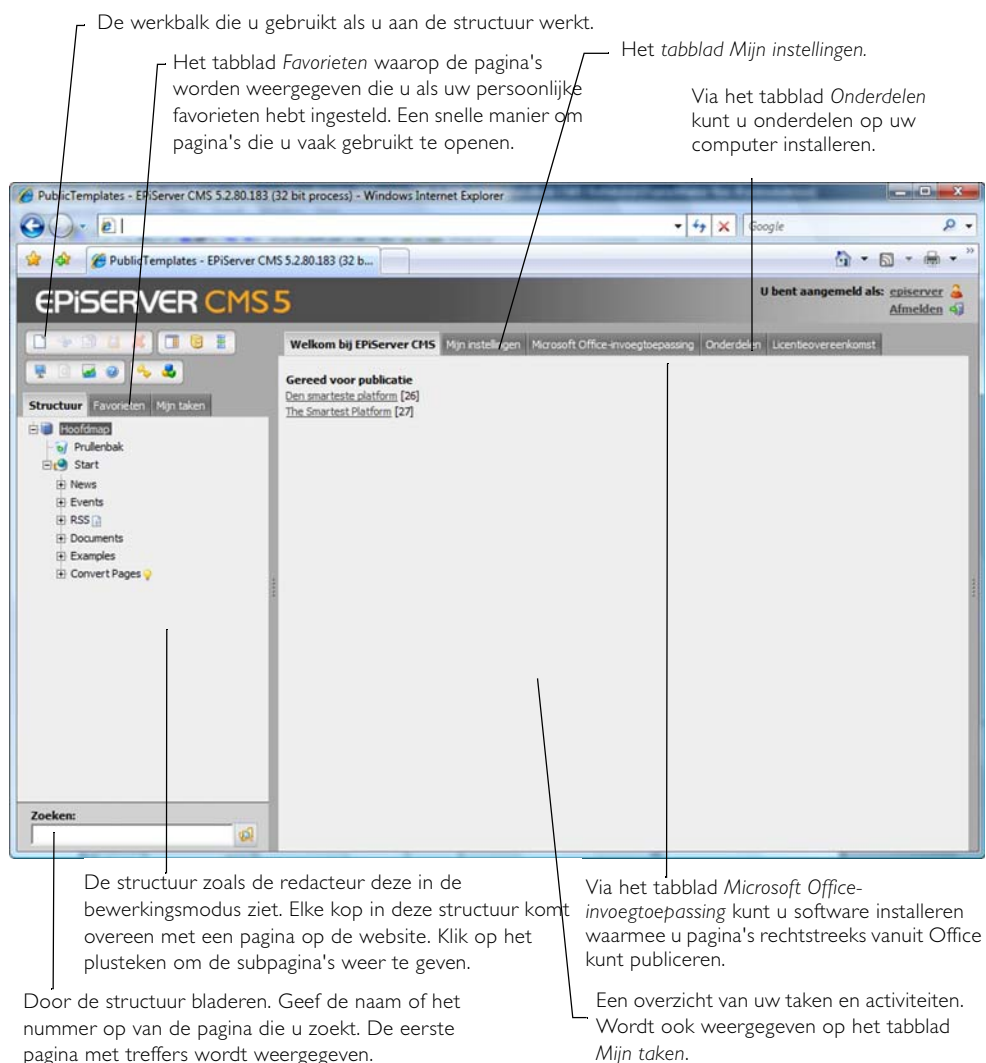 De werkbalk die u gebruikt als u aan de structuur werkt.
Het tabblad Favorieten waarop de pagina's
worden weergegeven die u als uw persoonlijke
favorieten hebt ingesteld. Een snelle manier om
pagina's die u vaak gebruikt te openen.
Het tabblad Mijn instellingen.
Via het tabblad Onderdelen
kunt u onderdelen op uw
computer installeren.
PublicTemplates - EPiServer CMS 5.2.80.183 (32 bit process) - Windows Internet Explorer
Google
PublicTemplates - EPiServer CMS 5.2.80.183 (32 b...
EPiSERVER CMS 5
U bent aangemeld als: episerver
Afmelden
Welkom bij EPiServer CMS Mijn instellingen Microsoft Office-invoegtoepassing Onderdelen Licentieovereenkomst
Gereed voor publicatie
Den smarteste platform [26]
The Smartest Platform [27]
Structuur Favorieten Mijn taken
Hoofdmap
Prullenbak
Start
News
Events
RSS
Documents
Examples
Convert Pages
Zoeken:
De structuur zoals de redacteur deze in de
bewerkingsmodus ziet. Elke kop in deze structuur komt
overeen met een pagina op de website. Klik op het
plusteken om de subpagina's weer te geven.
Door de structuur bladeren. Geef de naam of het
nummer op van de pagina die u zoekt. De eerste
pagina met treffers wordt weergegeven.
Via het tabblad Microsoft Office-
invoegtoepassing kunt u software installeren
waarmee u pagina's rechtstreeks vanuit Office
kunt publiceren.
Een overzicht van uw taken en activiteiten.
Wordt ook weergegeven op het tabblad
Mijn taken.